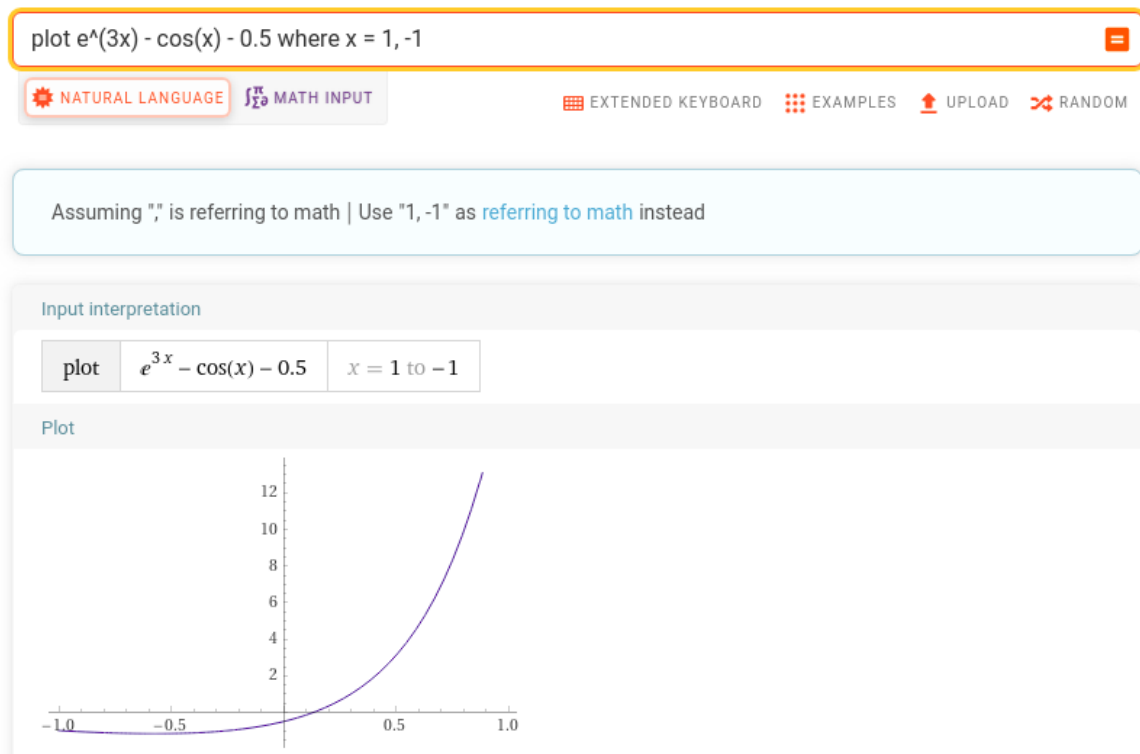 plot e^(3x) - cos(x) - 0.5 where x = 1, -1
NATURAL LANGUAGE ∫Σ∂π MATH INPUT EXTENDED KEYBOARD EXAMPLES UPLOAD RANDOM
Assuming "," is referring to math | Use "1, -1" as referring to math instead
Input interpretation
plot e^(3 x) − cos(x) − 0.5 x = 1 to −1
Plot
12
10
8
6
4
2
−1.0 −0.5 0.5 1.0